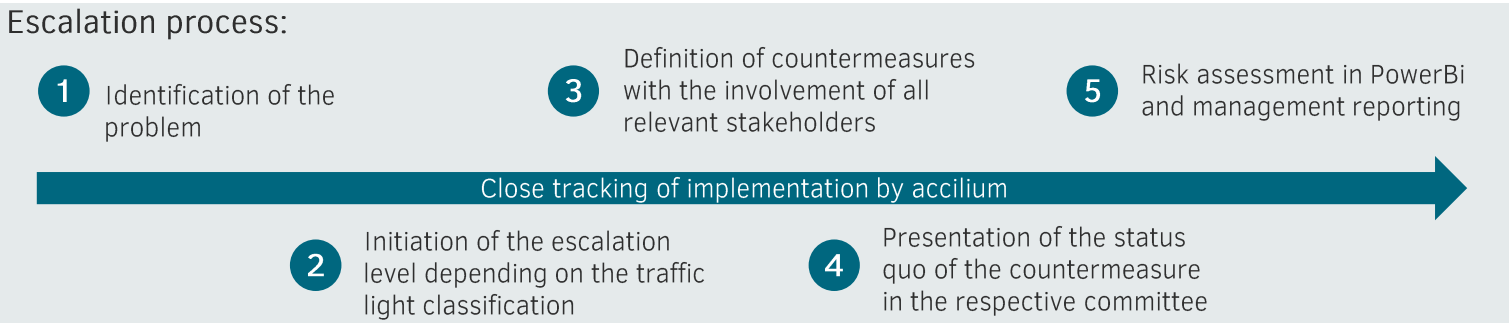 Escalation process:
1
Identification of the
problem
3
Definition of countermeasures
with the involvement of all
relevant stakeholders
5
Risk assessment in PowerBi
and management reporting
Close tracking of implementation by accilium
2
Initiation of the escalation
level depending on the traffic
light classification
4
Presentation of the status
quo of the countermeasure
in the respective committee